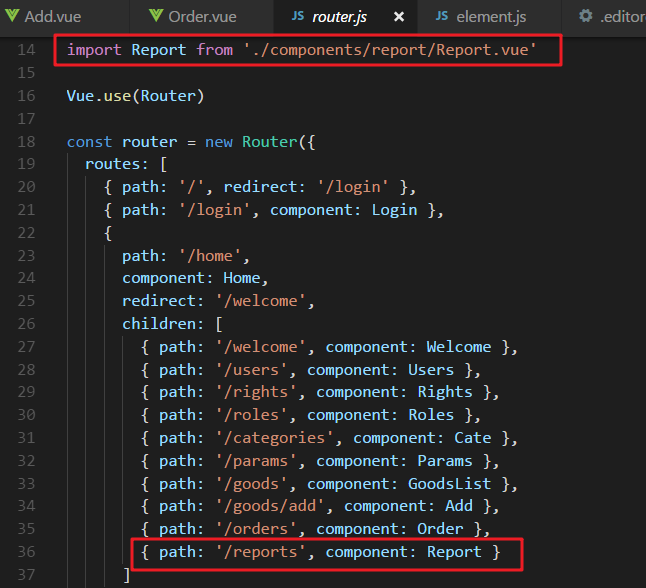 Add.vue Order.vue JS router.js × JS element.js .editor
14 import Report from './components/report/Report.vue'
15
16 Vue.use(Router)
17
18 const router = new Router({
19   routes: [
20     { path: '/', redirect: '/login' },
21     { path: '/login', component: Login },
22     {
23       path: '/home',
24       component: Home,
25       redirect: '/welcome',
26       children: [
27         { path: '/welcome', component: Welcome },
28         { path: '/users', component: Users },
29         { path: '/rights', component: Rights },
30         { path: '/roles', component: Roles },
31         { path: '/categories', component: Cate },
32         { path: '/params', component: Params },
33         { path: '/goods', component: GoodsList },
34         { path: '/goods/add', component: Add },
35         { path: '/orders', component: Order },
36         { path: '/reports', component: Report }
37       ]